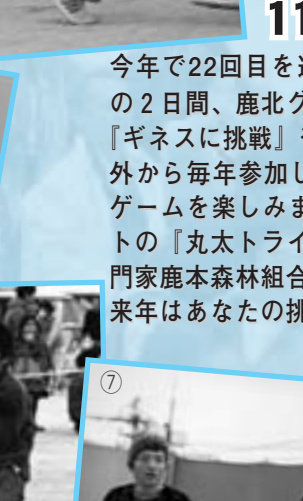 11
今年で22回目を
の２日間、鹿北グ
『ギネスに挑戦』
外から毎年参加し
ゲームを楽しみま
トの『丸太トライ
門家鹿本森林組合
来年はあなたの挑
⑦